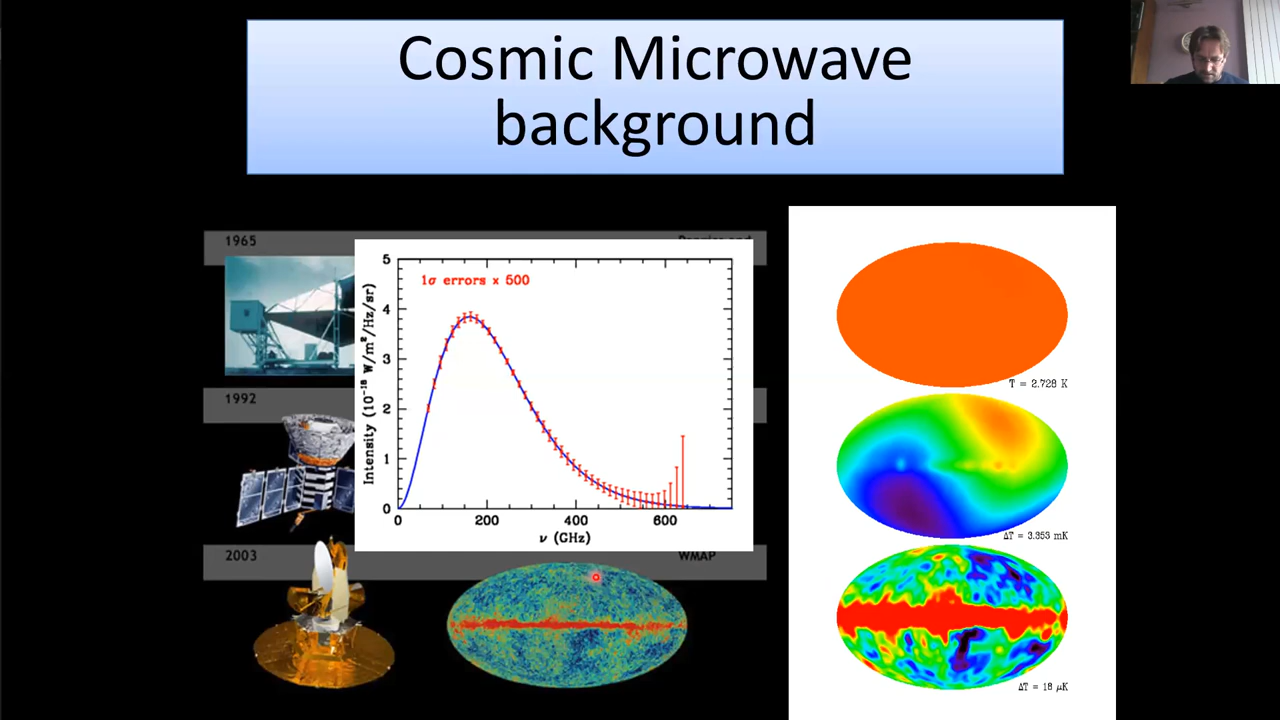 Cosmic Microwave
background
1965
1992
2003
WMAP
1σ errors × 500
5
4
3
2
1
0
Intensity (10⁻¹⁸ W/m²/Hz/sr)
0 200 400 600
ν (GHz)
T = 2.728 K
ΔT = 3.353 mK
ΔT = 18 μK